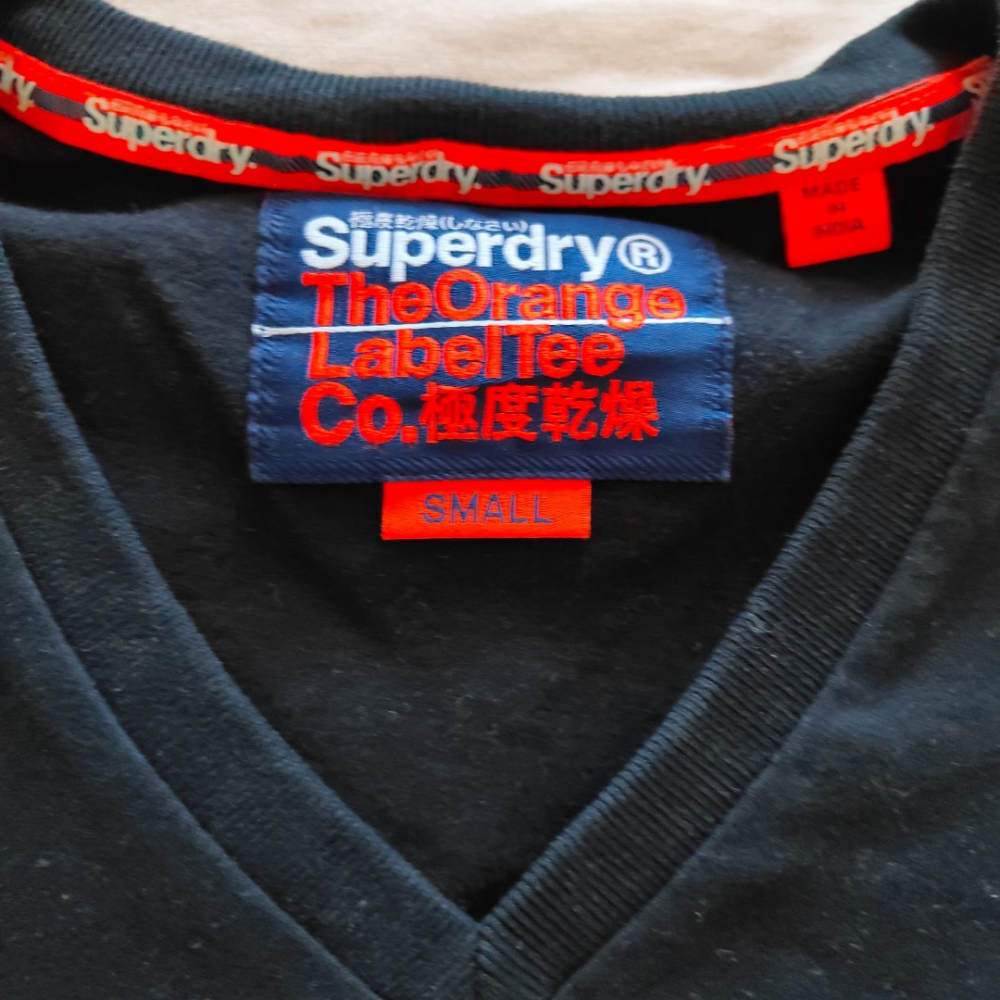 Superdry.
Superdry.
Superdry.
Superdry.
MADE
IN
INDIA
極度乾燥(しなさい)
Superdry®
The Orange
Label Tee
Co.極度乾燥
SMALL